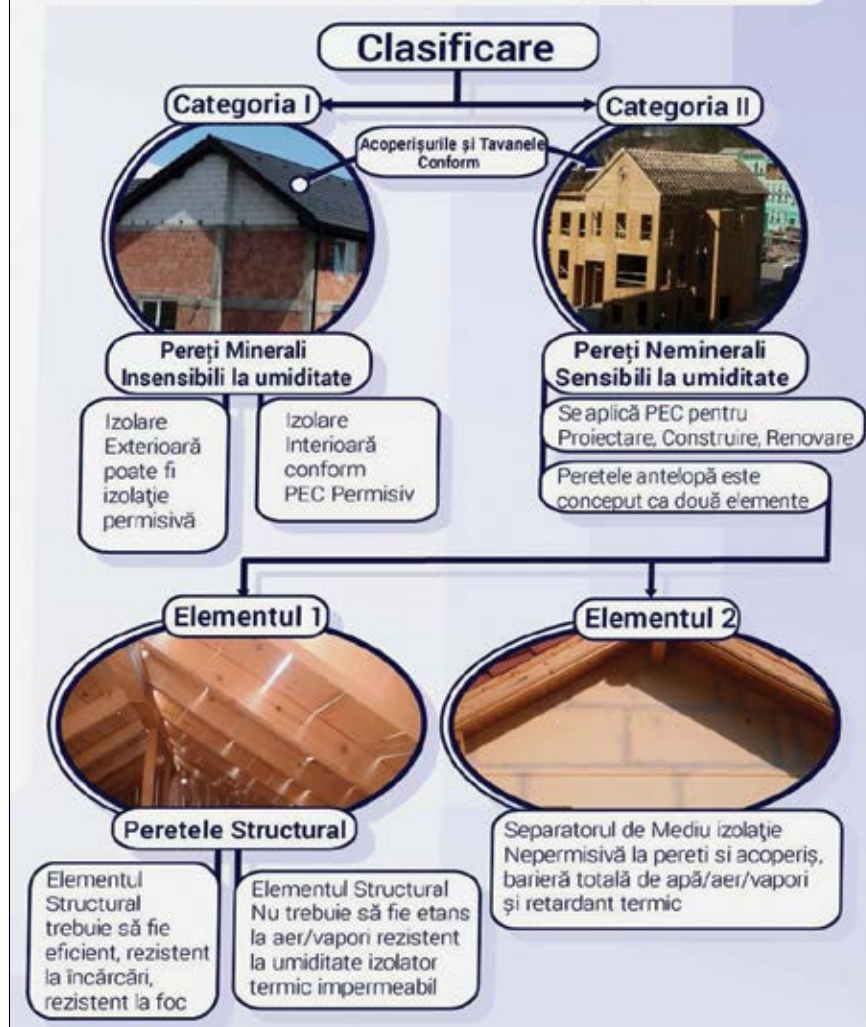 Clasificare
Categoria I
Categoria II
Acoperișurile și Tavanele
Conform
Pereți Minerali
Insensibili la umiditate
Pereți Neminerali
Sensibili la umiditate
Izolare
Exterioară
poate fi
izolație
permisivă
Izolare
Interioară
conform
PEC Permisiv
Se aplică PEC pentru
Proiectare, Construire, Renovare
Peretele antelopă este
conceput ca două elemente
Elementul 1
Elementul 2
Peretele Structural
Elementul
Structural
trebuie să fie
eficient, rezistent
la încărcări,
rezistent la foc
Elementul Structural
Nu trebuie să fie etans
la aer/vapori rezistent
la umiditate izolator
termic impermeabil
Separatorul de Mediu izolație
Nepermisivă la pereti si acoperiș,
barieră totală de apă/aer/vapori
și retardant termic